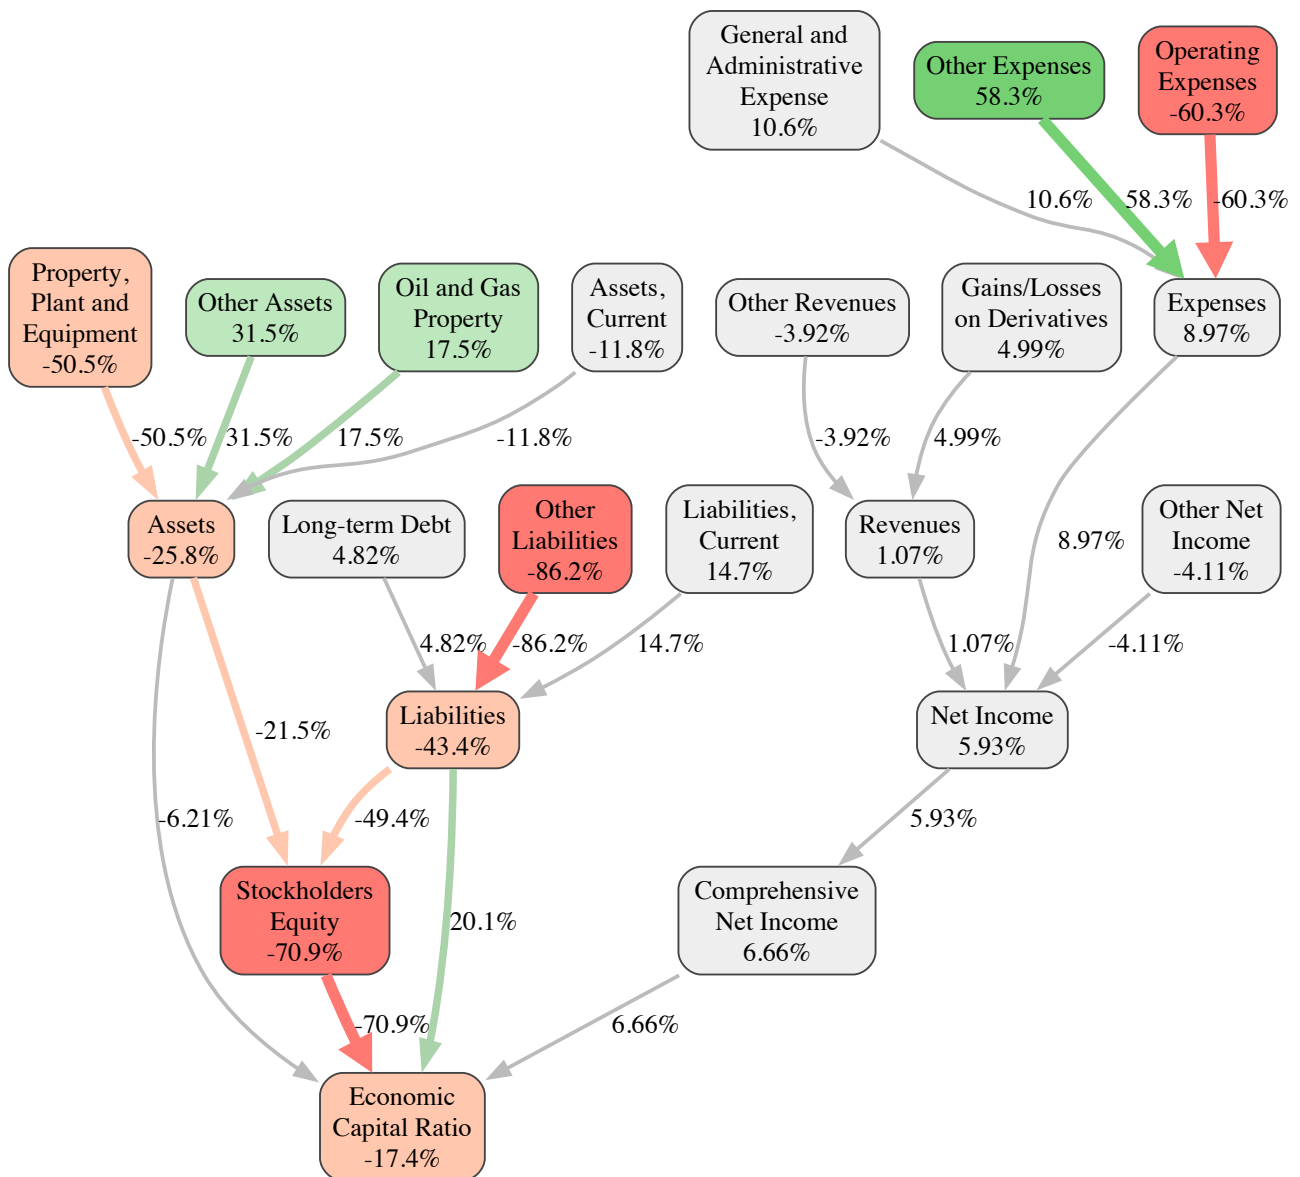 General and
Administrative
Expense
10.6%
Other Expenses
58.3%
Operating
Expenses
-60.3%
10.6%
58.3%
-60.3%
Property,
Plant and
Equipment
-50.5%
Other Assets
31.5%
Oil and Gas
Property
17.5%
Assets,
Current
-11.8%
Other Revenues
-3.92%
Gains/Losses
on Derivatives
4.99%
Expenses
8.97%
-50.5%
31.5%
17.5%
-11.8%
-3.92%
4.99%
Assets
-25.8%
Long-term Debt
4.82%
Other
Liabilities
-86.2%
Liabilities,
Current
14.7%
Revenues
1.07%
8.97%
Other Net
Income
-4.11%
4.82%
-86.2%
14.7%
1.07%
-4.11%
-21.5%
Liabilities
-43.4%
Net Income
5.93%
-6.21%
-49.4%
5.93%
Stockholders
Equity
-70.9%
20.1%
Comprehensive
Net Income
6.66%
-70.9%
6.66%
Economic
Capital Ratio
-17.4%